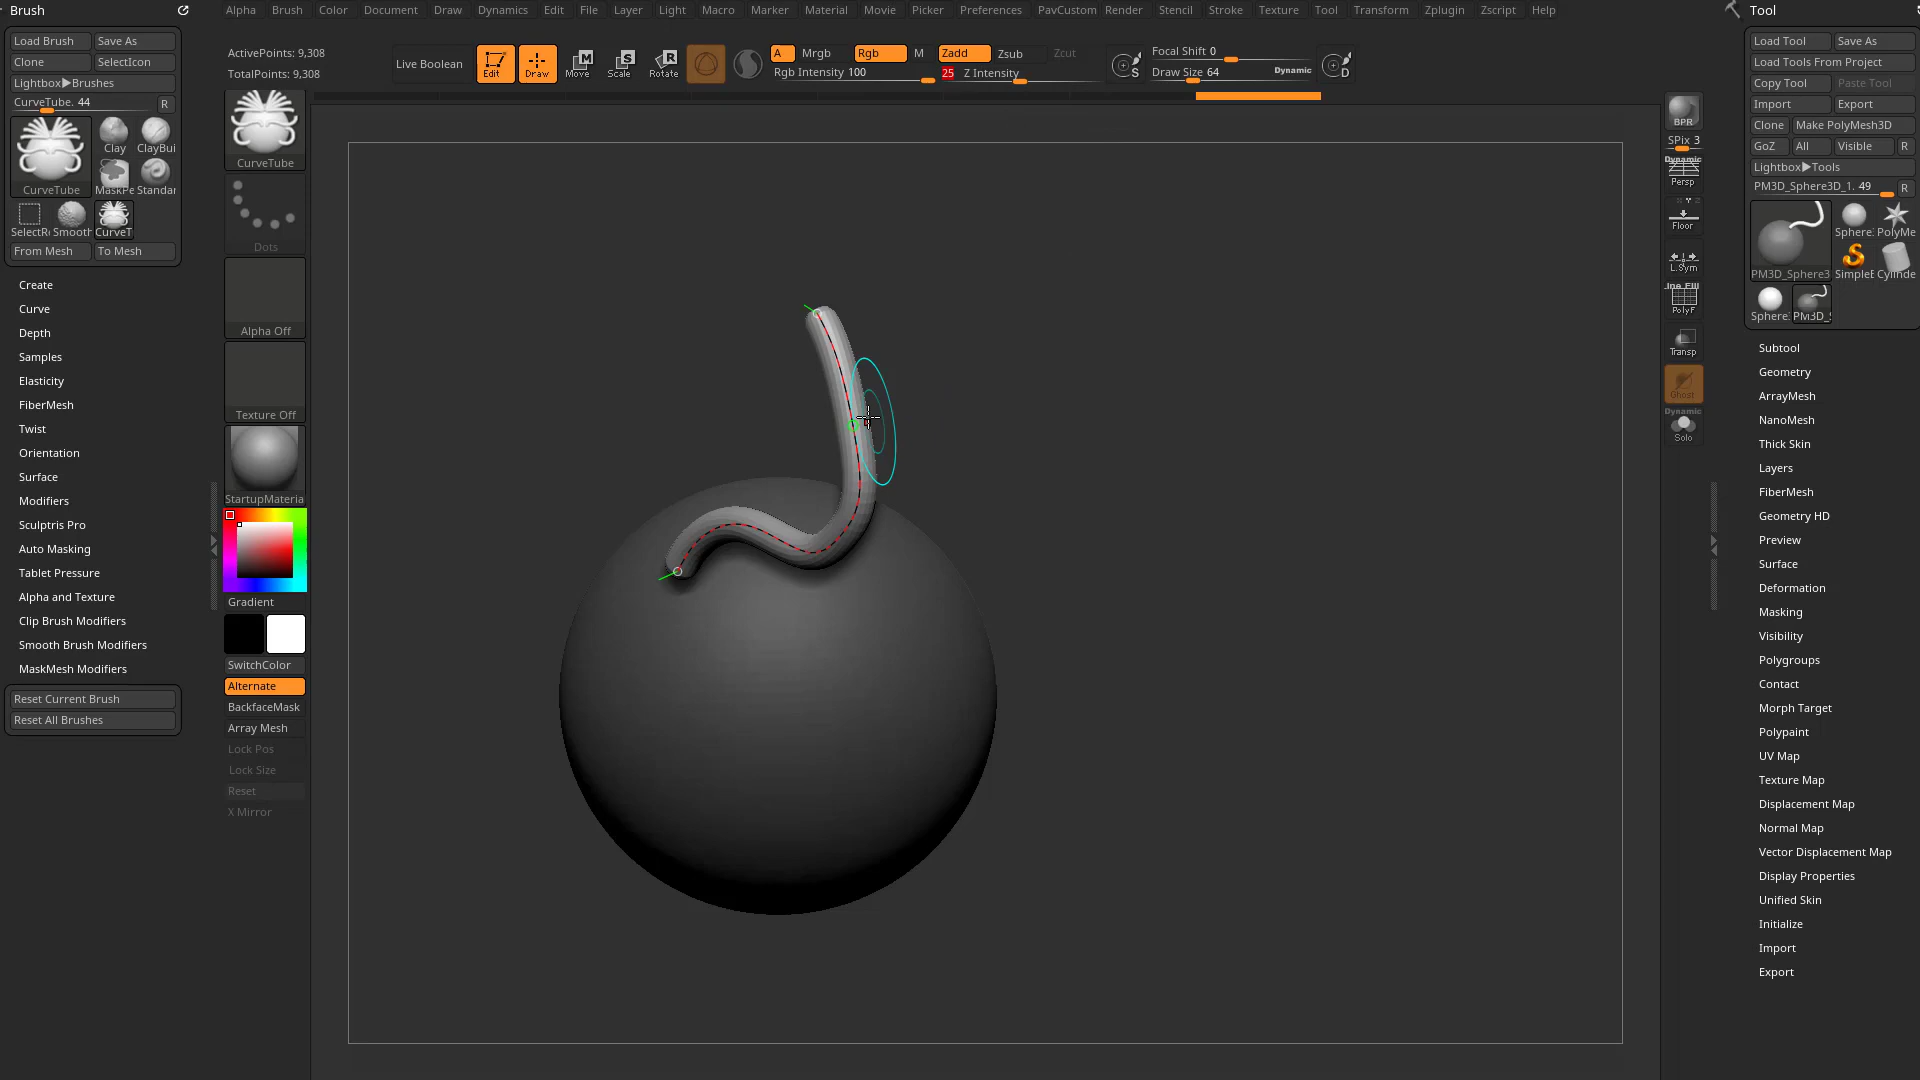 Brush
Alpha Brush Color Document Draw Dynamics Edit File Layer Light Macro Marker Material Movie Picker Preferences PavCustom Render Stencil Stroke Texture Tool Transform Zplugin Zscript Help
Tool
Load Brush Save As
Clone SelectIcon
Lightbox▶Brushes
CurveTube. 44 R
CurveTube
Clay ClayBui
MaskPe Standar
SelectRe Smooth CurveT
From Mesh To Mesh
Create
Curve
Depth
Samples
Elasticity
FiberMesh
Twist
Orientation
Surface
Modifiers
Sculptris Pro
Auto Masking
Tablet Pressure
Alpha and Texture
Clip Brush Modifiers
Smooth Brush Modifiers
MaskMesh Modifiers
Reset Current Brush
Reset All Brushes
ActivePoints: 9,308
TotalPoints: 9,308
Live Boolean
Edit Draw Move Scale Rotate
A Mrgb Rgb M Zadd Zsub Zcut
Rgb Intensity 100 25 Z Intensity
S
Focal Shift 0
Draw Size 64 Dynamic
D
CurveTube
Dots
Alpha Off
Texture Off
StartupMateria
Gradient
SwitchColor
Alternate
BackfaceMask
Array Mesh
Lock Pos
Lock Size
Reset
X Mirror
BPR
SPix 3
Dynamic
Persp
Floor
L.Sym
Line Fill
PolyF
Transp
Ghost
Dynamic
Solo
Load Tool Save As
Load Tools From Project
Copy Tool Paste Tool
Import Export
Clone Make PolyMesh3D
GoZ All Visible R
Lightbox▶Tools
PM3D_Sphere3D_1. 49 R
Sphere. PolyMe
PM3D_Sphere3 SimpleE Cylinde
Sphere. PM3D_S
Subtool
Geometry
ArrayMesh
NanoMesh
Thick Skin
Layers
FiberMesh
Geometry HD
Preview
Surface
Deformation
Masking
Visibility
Polygroups
Contact
Morph Target
Polypaint
UV Map
Texture Map
Displacement Map
Normal Map
Vector Displacement Map
Display Properties
Unified Skin
Initialize
Import
Export